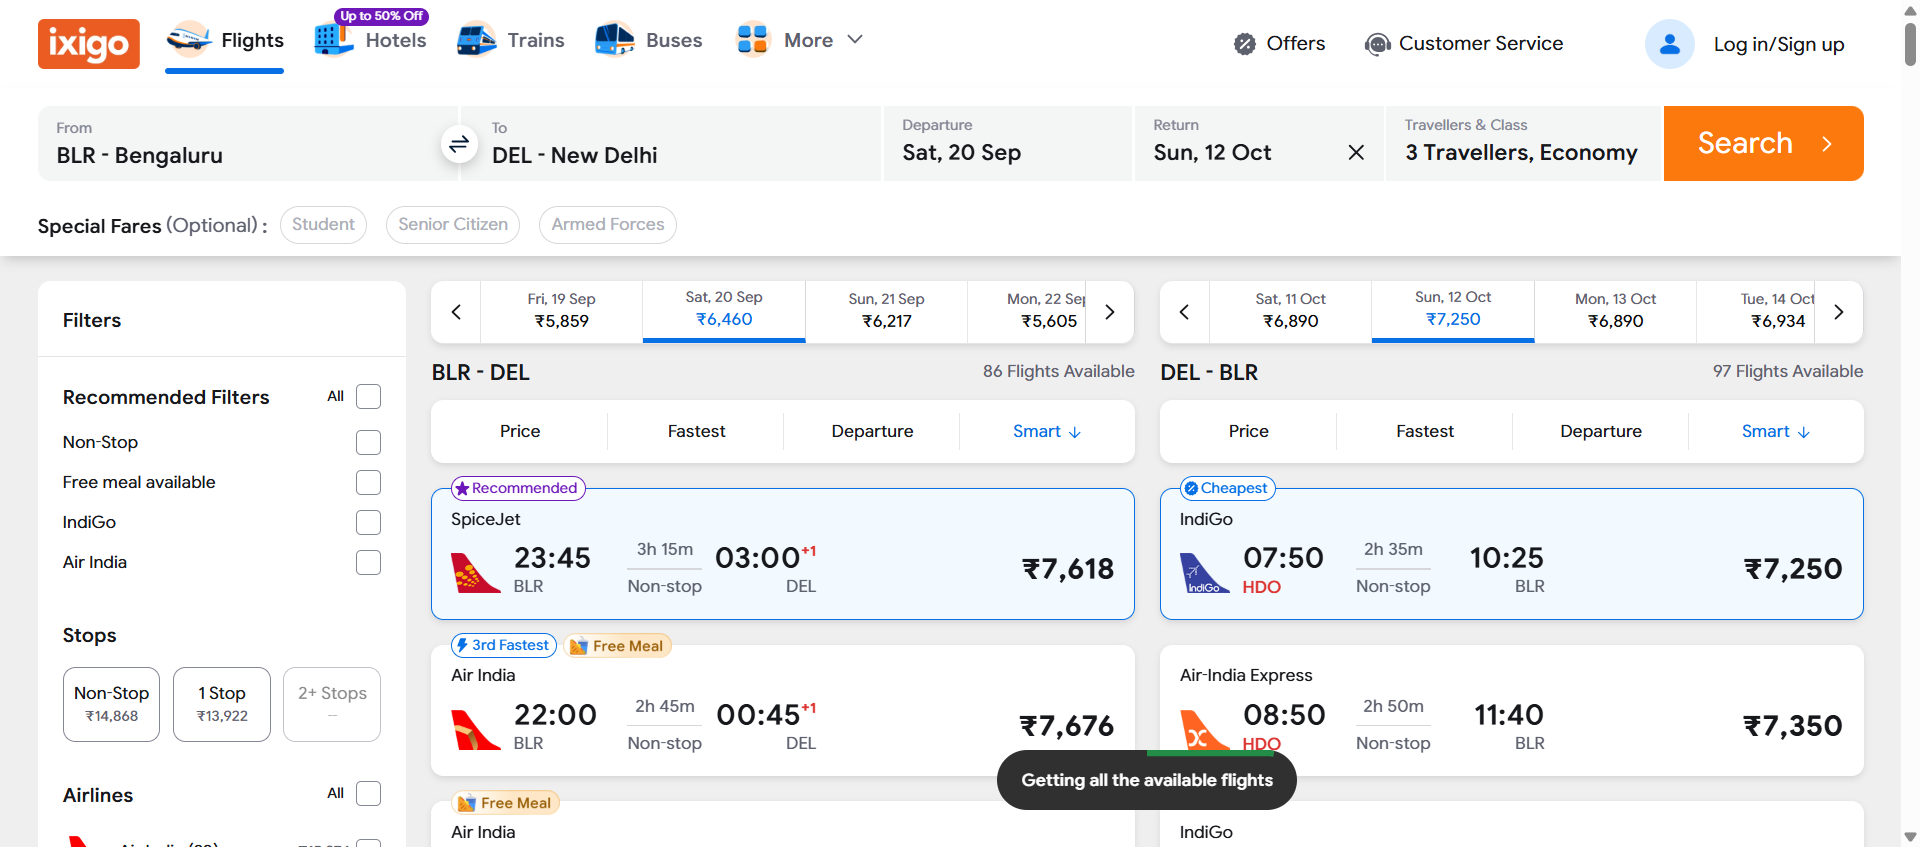 ixigo
Flights
Up to 50% Off
Hotels
Trains
Buses
More
Offers
Customer Service
Log in/Sign up
From
BLR - Bengaluru
To
DEL - New Delhi
Departure
Sat, 20 Sep
Return
Sun, 12 Oct
Travellers & Class
3 Travellers, Economy
Search
Special Fares (Optional) :
Student
Senior Citizen
Armed Forces
Filters
Recommended Filters
All
Non-Stop
Free meal available
IndiGo
Air India
Stops
Non-Stop
₹14,868
1 Stop
₹13,922
2+ Stops
--
Airlines
All
Fri, 19 Sep
₹5,859
Sat, 20 Sep
₹6,460
Sun, 21 Sep
₹6,217
Mon, 22 Sep
₹5,605
BLR - DEL
86 Flights Available
Price
Fastest
Departure
Smart ↓
Recommended
SpiceJet
23:45
BLR
3h 15m
Non-stop
03:00+1
DEL
₹7,618
3rd Fastest
Free Meal
Air India
22:00
BLR
2h 45m
Non-stop
00:45+1
DEL
₹7,676
Free Meal
Air India
Sat, 11 Oct
₹6,890
Sun, 12 Oct
₹7,250
Mon, 13 Oct
₹6,890
Tue, 14 Oct
₹6,934
DEL - BLR
97 Flights Available
Price
Fastest
Departure
Smart ↓
Cheapest
IndiGo
IndiGo
07:50
HDO
2h 35m
Non-stop
10:25
BLR
₹7,250
Air-India Express
08:50
HDO
2h 50m
Non-stop
11:40
BLR
₹7,350
IndiGo
Getting all the available flights